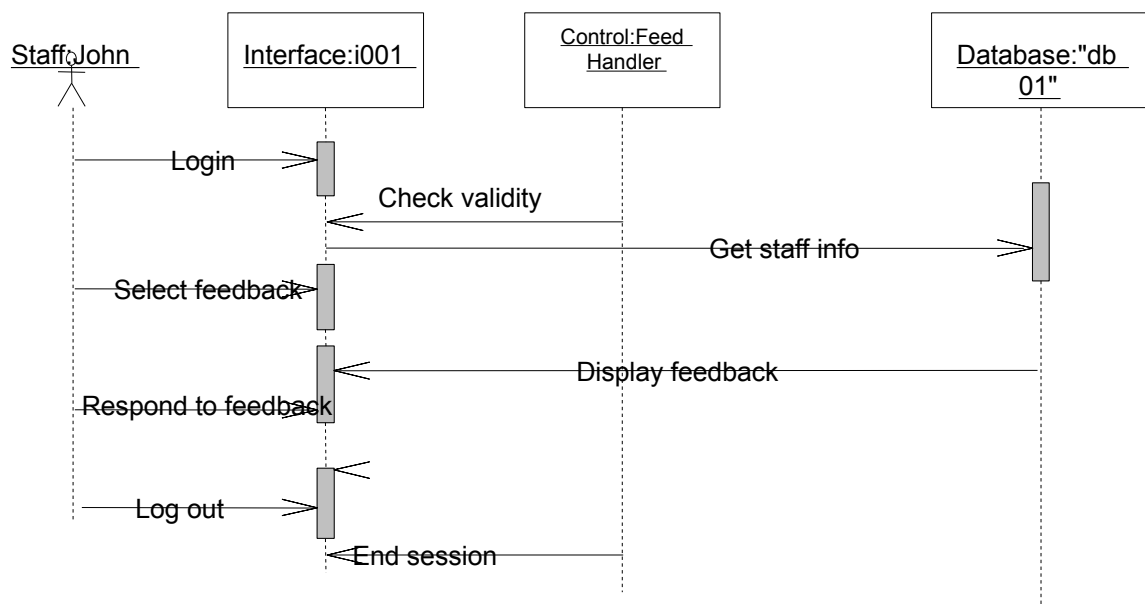 Staff:John
Interface:i001
Control:Feed
Handler
Database:"db
01"
Login
Check validity
Get staff info
Select feedback
Display feedback
Respond to feedback
Log out
End session